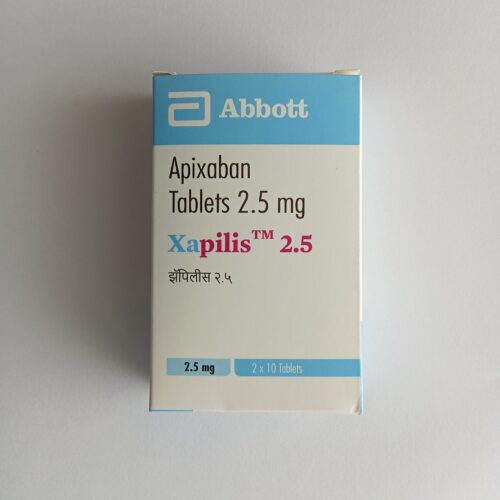 Abbott
Apixaban
Tablets 2.5 mg
Xapilis™ 2.5
झॅपिलीस २.५
2.5 mg
2 x 10 Tablets